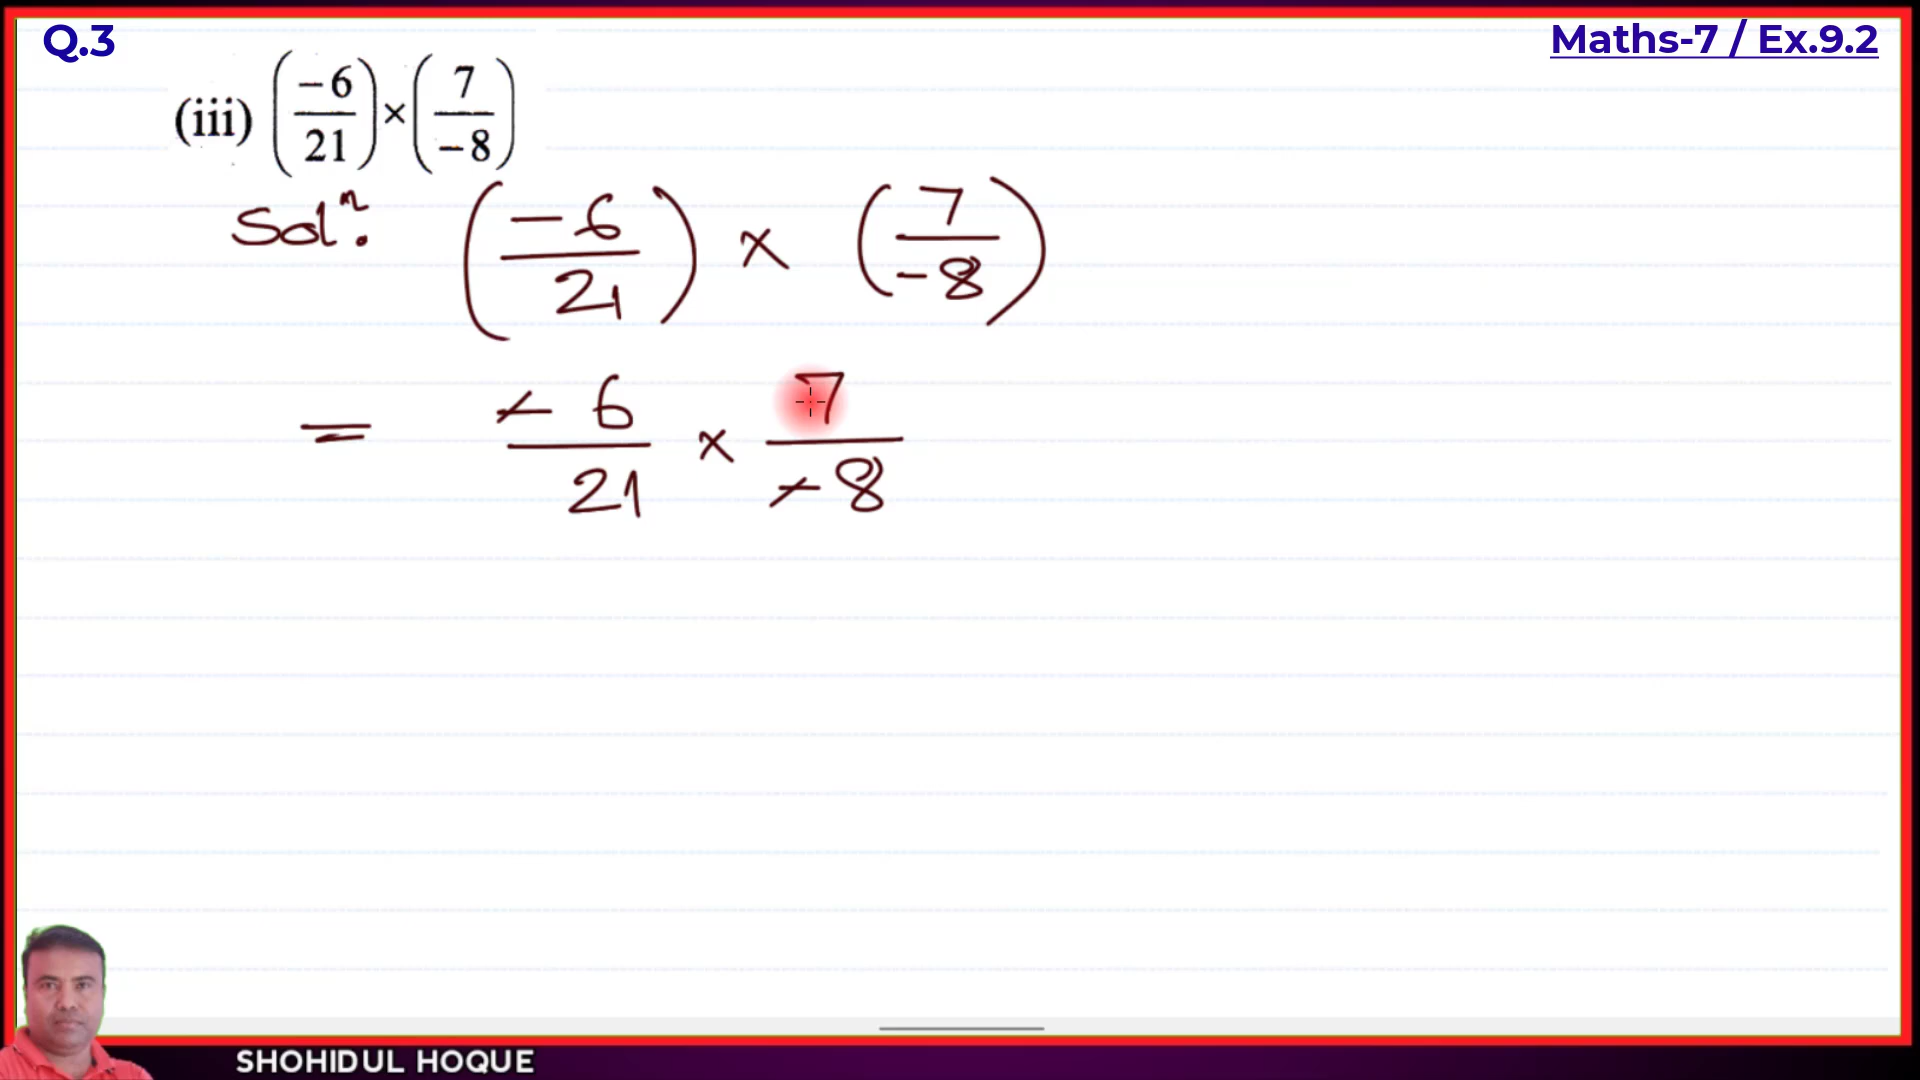 Q.3
Maths-7 / Ex.9.2
(iii) (-6/21) × (7/-8)
Solⁿ. (-6/21) × (7/-8)
= -6/21 × 7/-8
SHOHIDUL HOQUE